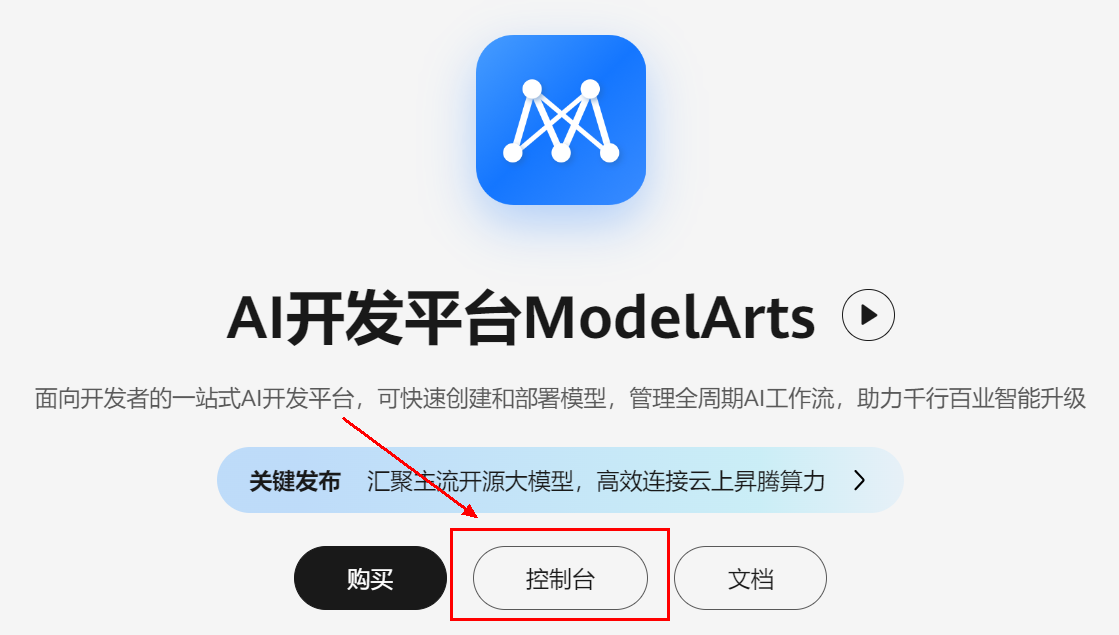 AI开发平台ModelArts
面向开发者的一站式AI开发平台，可快速创建和部署模型，管理全周期AI工作流，助力千行百业智能升级
关键发布 汇聚主流开源大模型，高效连接云上昇腾算力
购买 控制台 文档